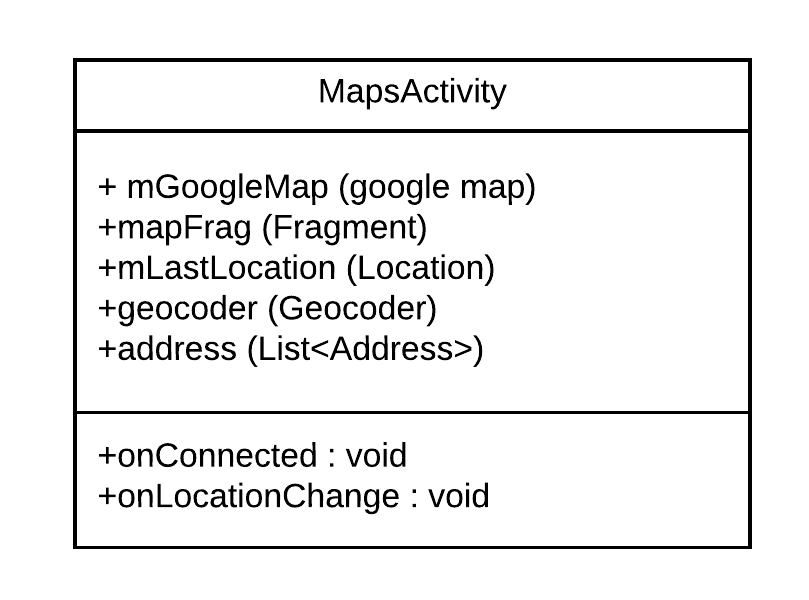 MapsActivity
+ mGoogleMap (google map)
+mapFrag (Fragment)
+mLastLocation (Location)
+geocoder (Geocoder)
+address (List<Address>)
+onConnected : void
+onLocationChange : void